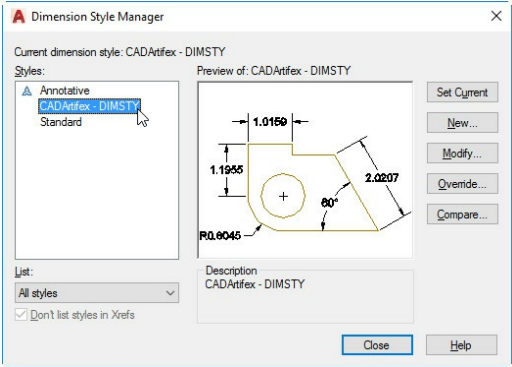 Dimension Style Manager
Current dimension style: CADArtifex - DIMSTY
Styles:
Annotative
CADArtifex - DIMSTY
Standard
Preview of: CADArtifex - DIMSTY
1.0159
1.1955
2.0207
60°
R0.8045
Set Current
New...
Modify...
Override...
Compare...
List:
All styles
Don't list styles in Xrefs
Description
CADArtifex - DIMSTY
Close
Help